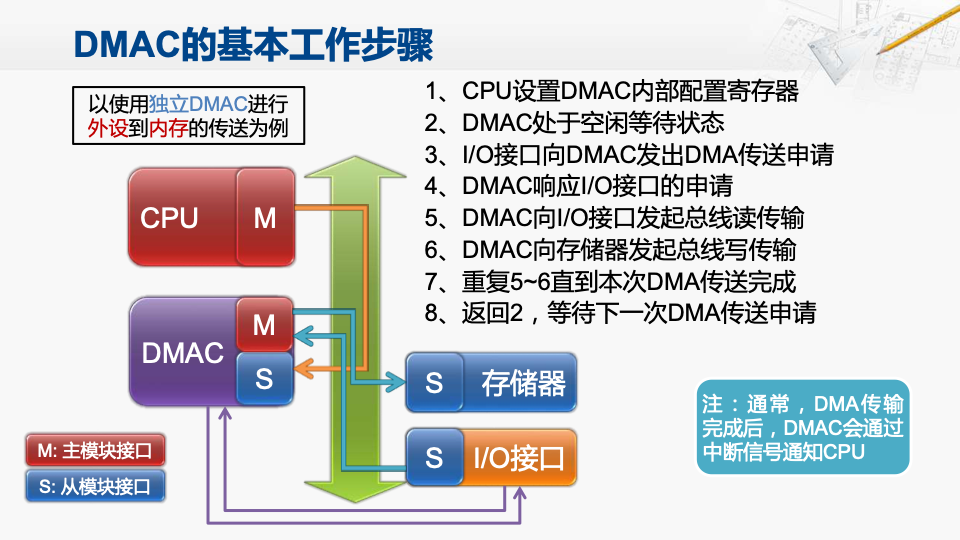 DMAC的基本工作步骤
以使用独立DMAC进行
外设到内存的传送为例
1、CPU设置DMAC内部配置寄存器
2、DMAC处于空闲等待状态
3、I/O接口向DMAC发出DMA传送申请
4、DMAC响应I/O接口的申请
5、DMAC向I/O接口发起总线读传输
6、DMAC向存储器发起总线写传输
7、重复5~6直到本次DMA传送完成
8、返回2，等待下一次DMA传送申请
CPU
M
DMAC
M
S
S
存储器
S
I/O接口
M: 主模块接口
S: 从模块接口
注：通常，DMA传输
完成后，DMAC会通过
中断信号通知CPU